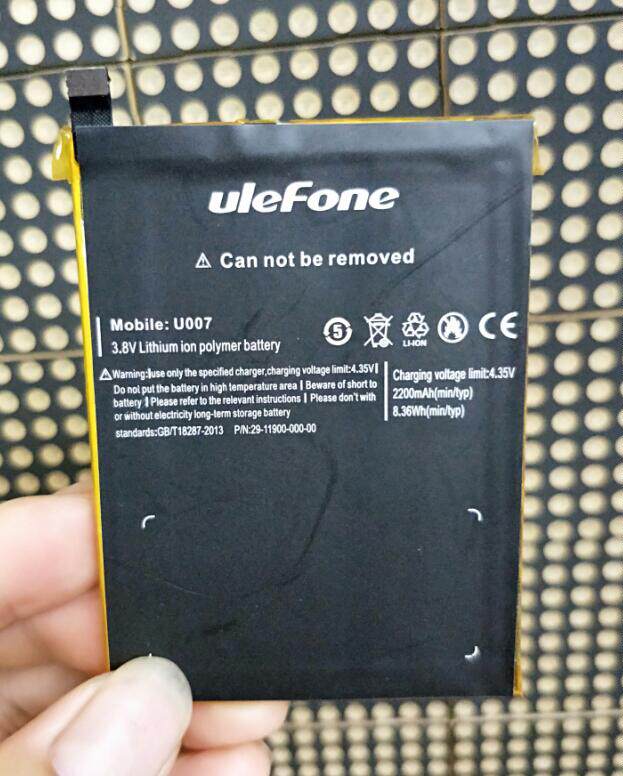 uleFone
⚠ Can not be removed
Mobile: U007
3.8V Lithium ion polymer battery
5
LI-ION
CE
⚠Warning:|use only the specified charger,charging voltage limit:4.35V|
Do not put the battery in high temperature area | Beware of short to
battery | Please refer to the relevant instructions | Please don't with
or without electricity long-term storage battery
standards:GB/T18287-2013 P/N:29-11900-000-00
Charging voltage limit:4.35V
2200mAh(min/typ)
8.36Wh(min/typ)